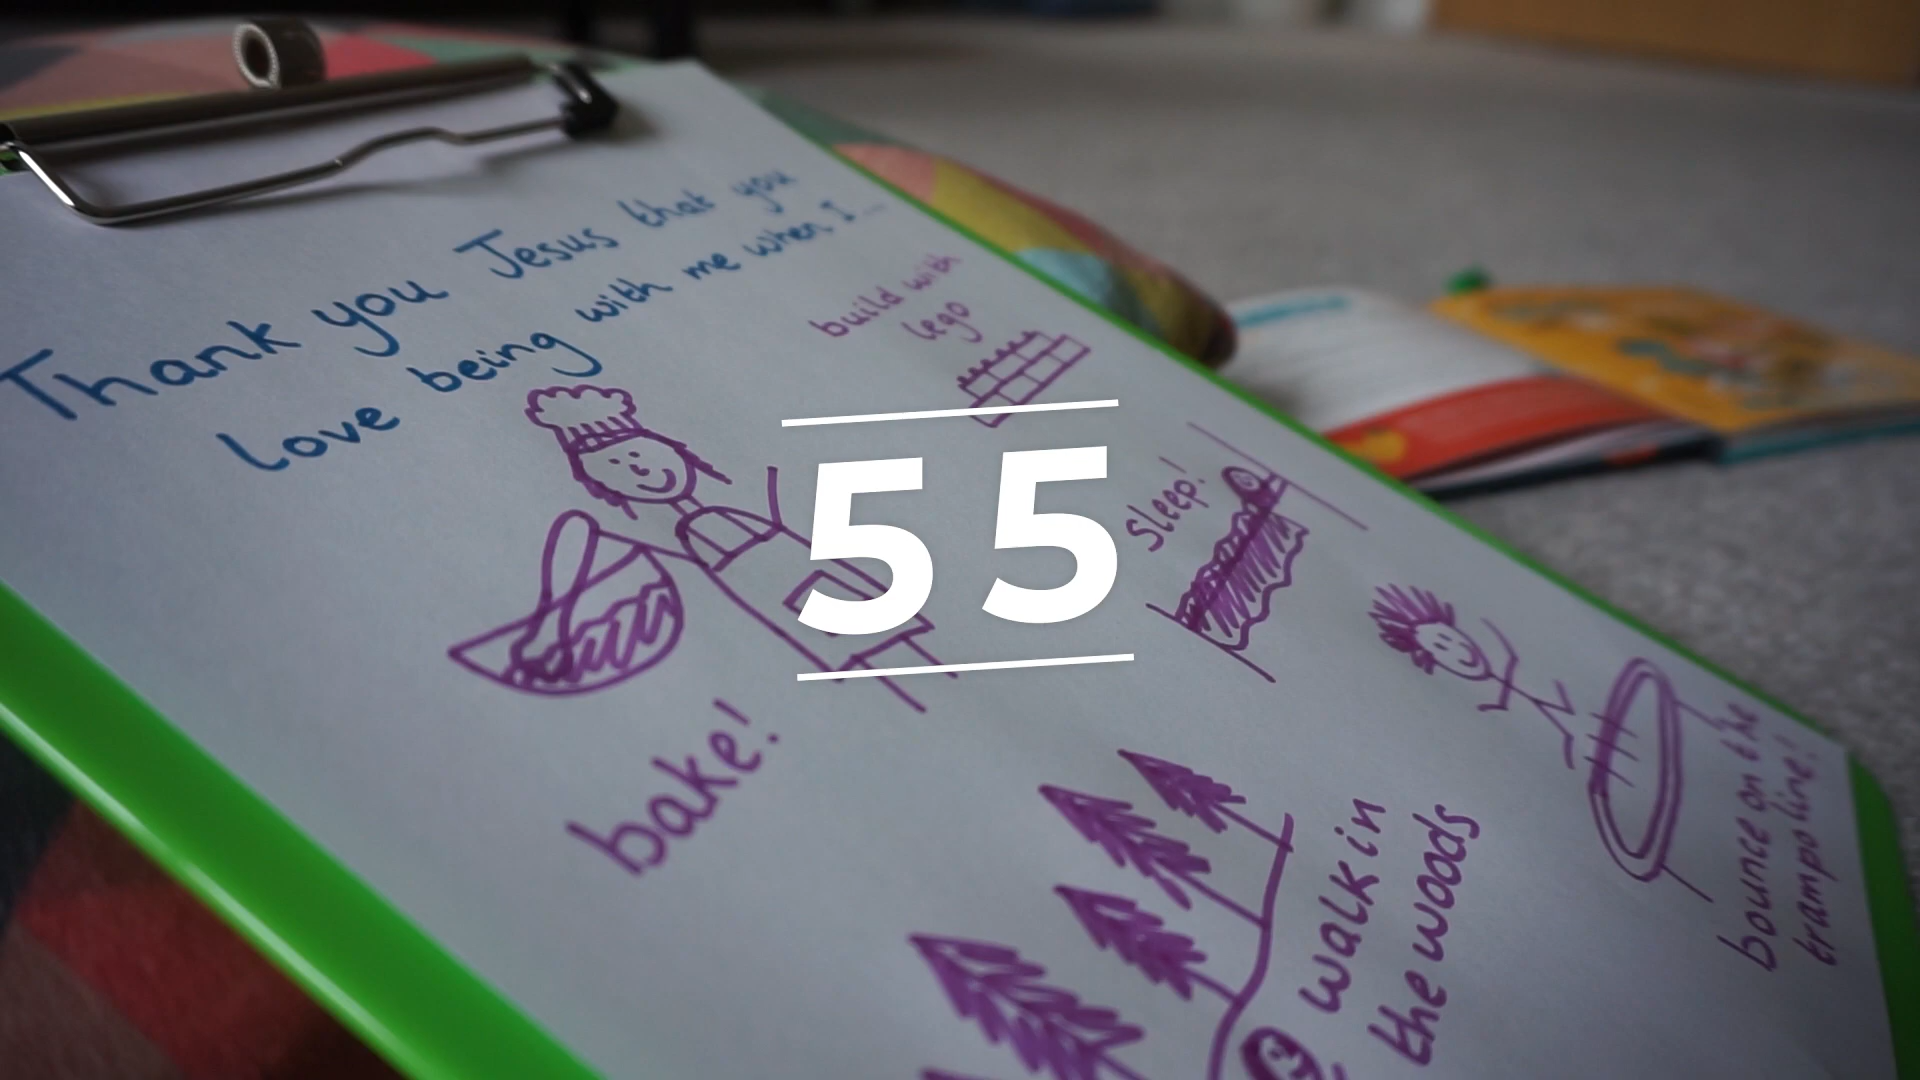 Thank you Jesus that you
love being with me when I...
build with
lego
55
Sleep!
bake!
walk in
the woods
bounce on the
trampoline!